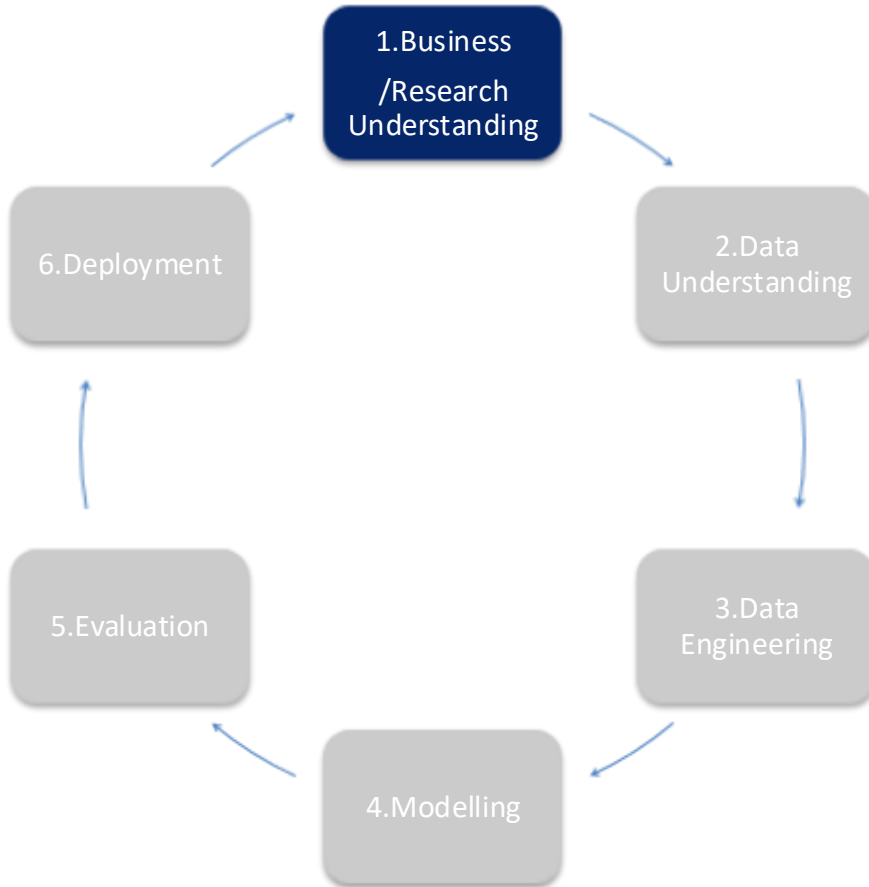 1.Business
/Research
Understanding
2.Data
Understanding
3.Data
Engineering
4.Modelling
5.Evaluation
6.Deployment